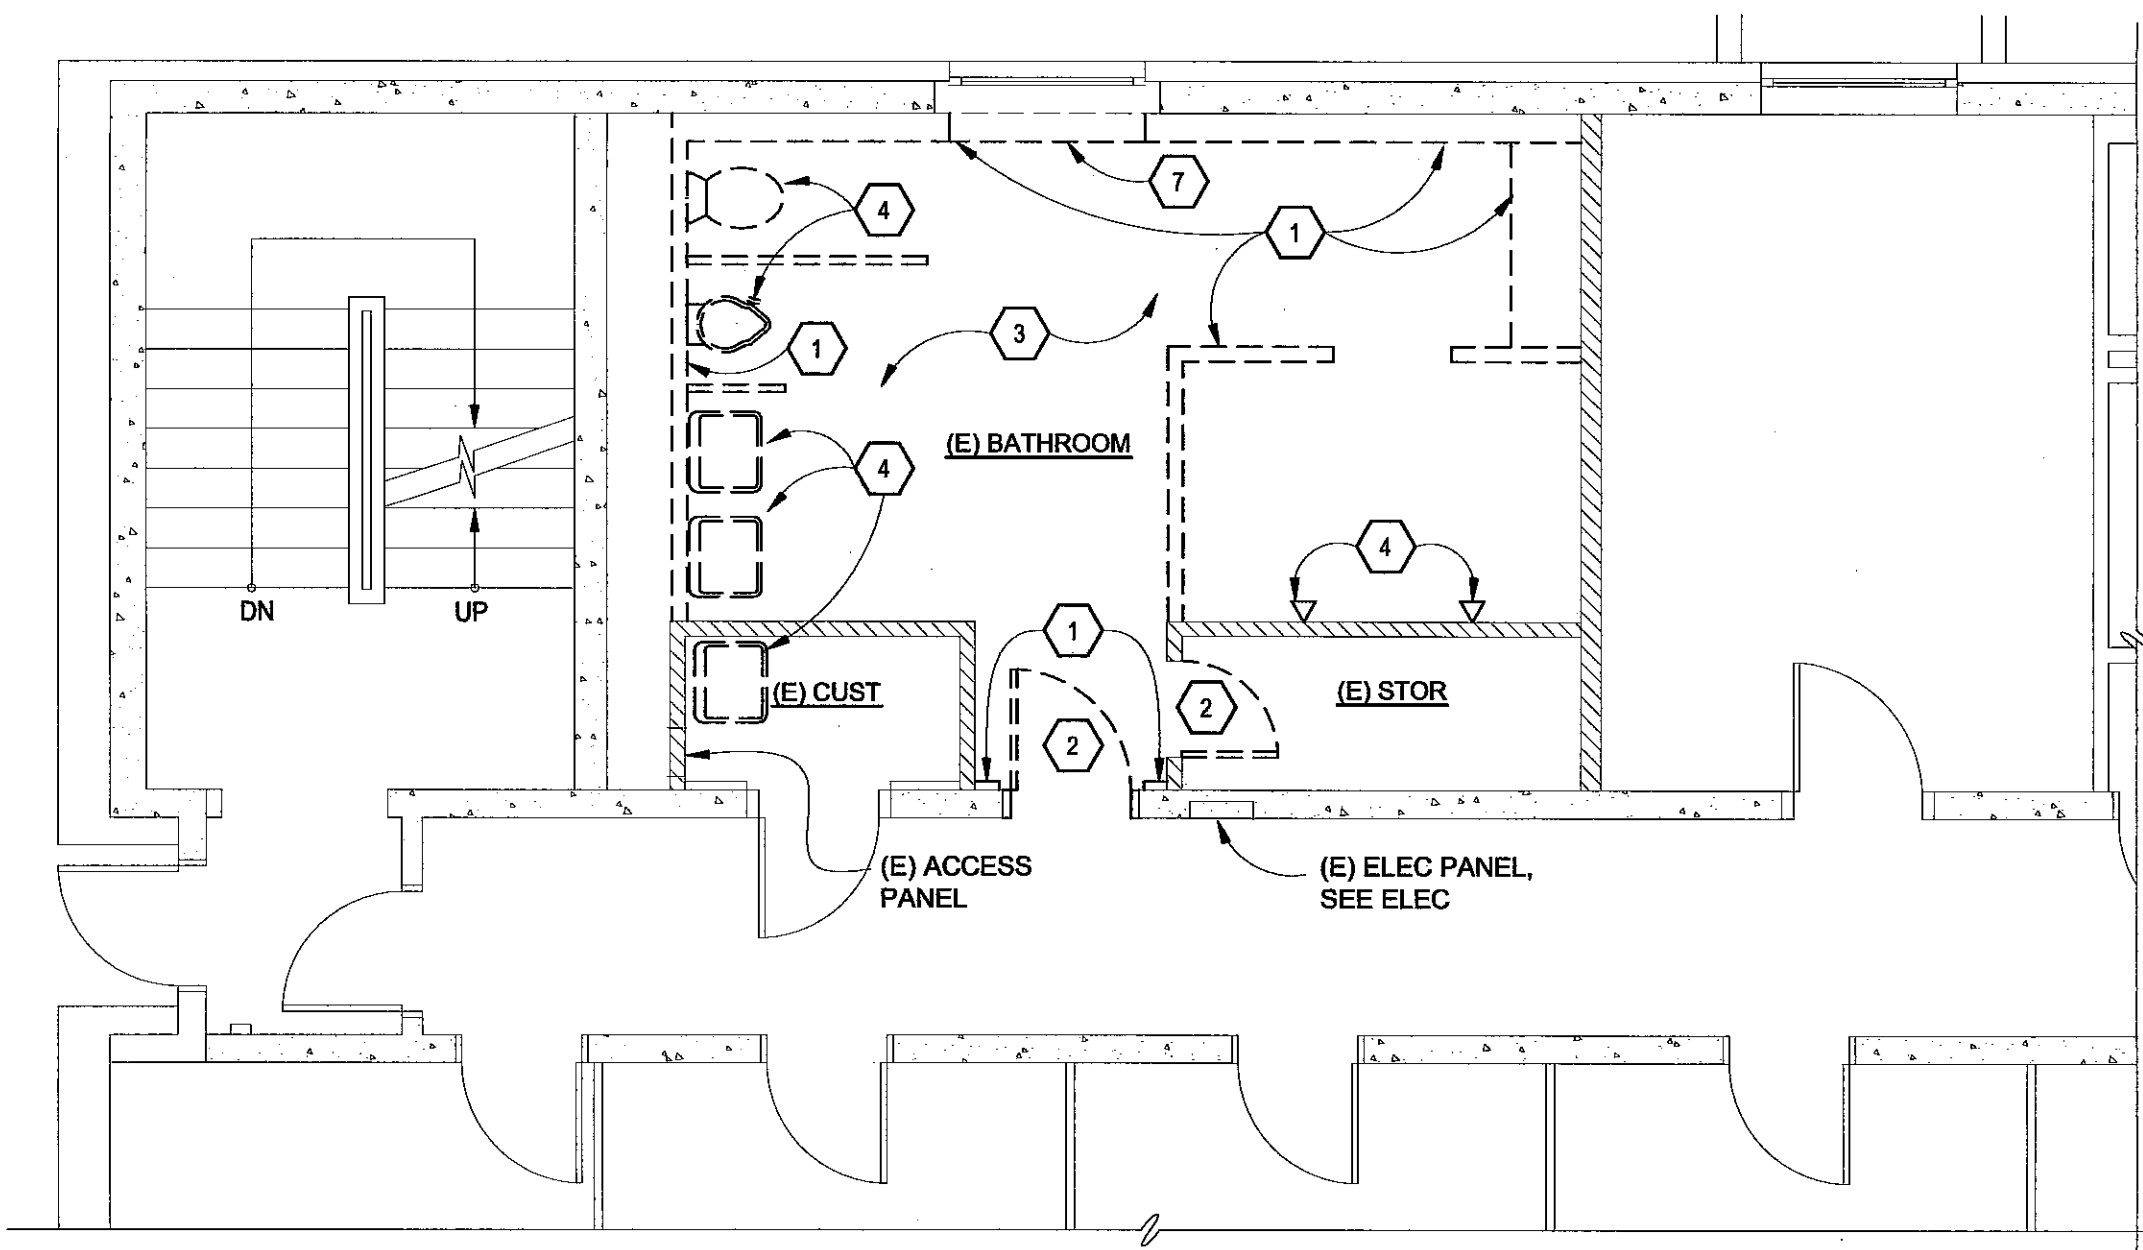 7
4
1
3
1
(E) BATHROOM
4
4
DN
UP
1
(E) CUST
2
(E) STOR
2
(E) ACCESS
PANEL
(E) ELEC PANEL,
SEE ELEC